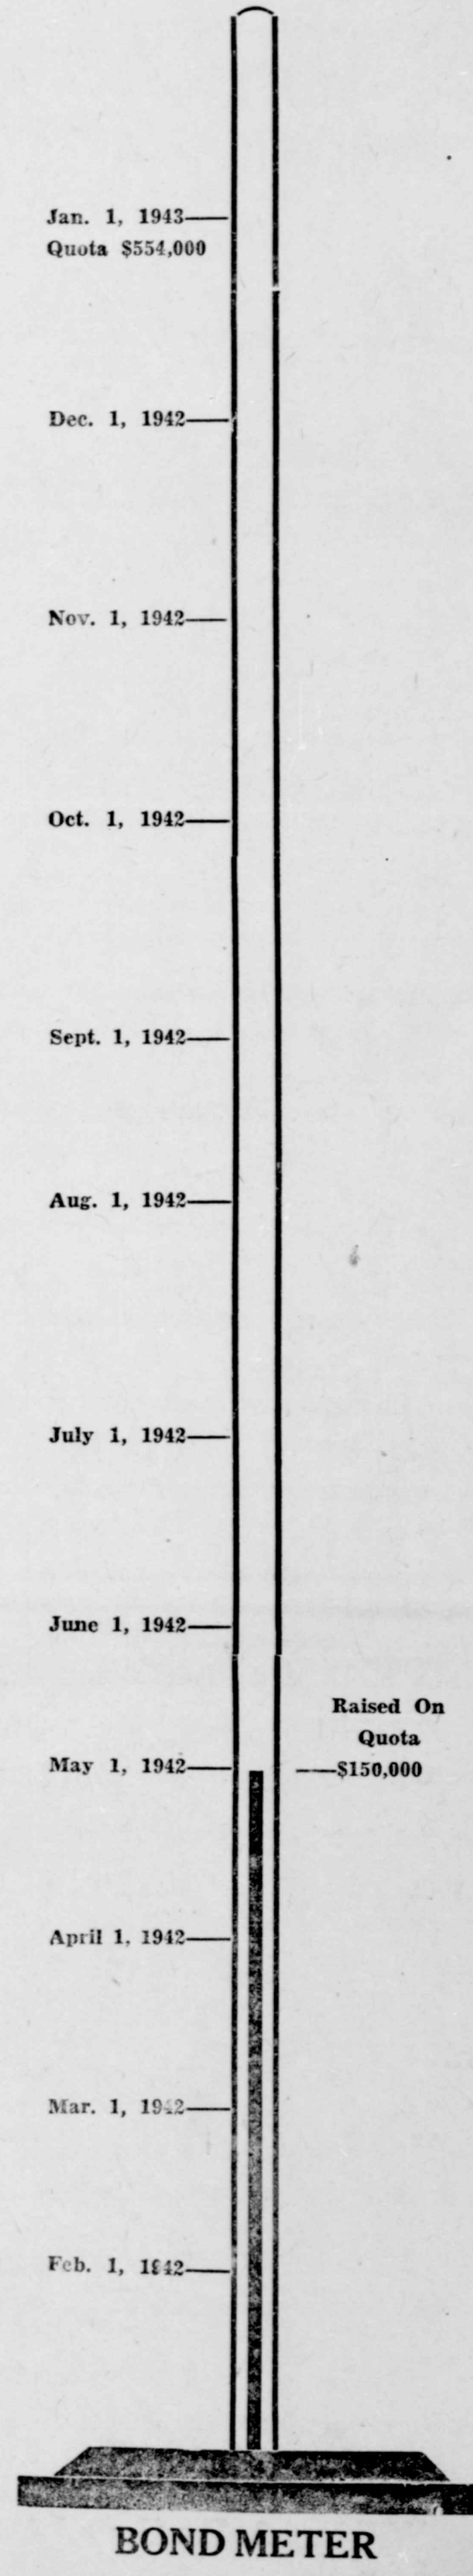 Jan. 1, 1943
Quota $554,000
Dec. 1, 1942
Nov. 1, 1942
Oct. 1, 1942
Sept. 1, 1942
Aug. 1, 1942
July 1, 1942
June 1, 1942
Raised On
Quota
May 1, 1942
$150,000
April 1, 1942
Mar. 1, 1942
Feb. 1, 1942
BOND METER